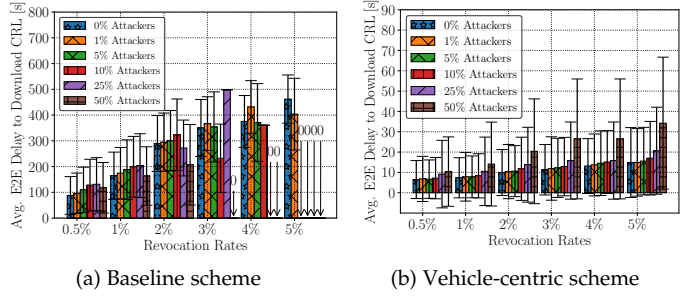 Avg. E2E Delay to Download CRL [s]
800
700
600
500
400
300
200
100
0
0% Attackers
1% Attackers
5% Attackers
10% Attackers
25% Attackers
50% Attackers
0
00
0000
0.5% 1% 2% 3% 4% 5%
Revocation Rates
(a) Baseline scheme
Avg. E2E Delay to Download CRL [s]
90
80
70
60
50
40
30
20
10
0
0% Attackers
1% Attackers
5% Attackers
10% Attackers
25% Attackers
50% Attackers
0.5% 1% 2% 3% 4% 5%
Revocation Rates
(b) Vehicle-centric scheme